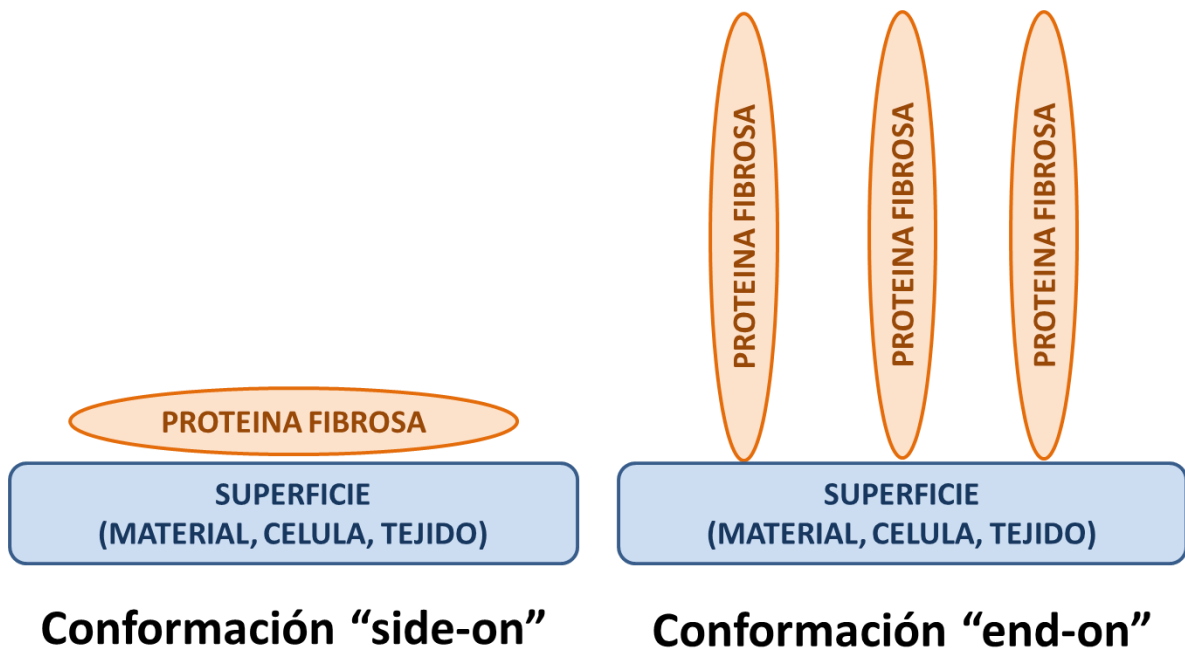 PROTEINA FIBROSA
SUPERFICIE
(MATERIAL, CELULA, TEJIDO)
Conformación “side-on”
PROTEINA FIBROSA
PROTEINA FIBROSA
PROTEINA FIBROSA
SUPERFICIE
(MATERIAL, CELULA, TEJIDO)
Conformación “end-on”